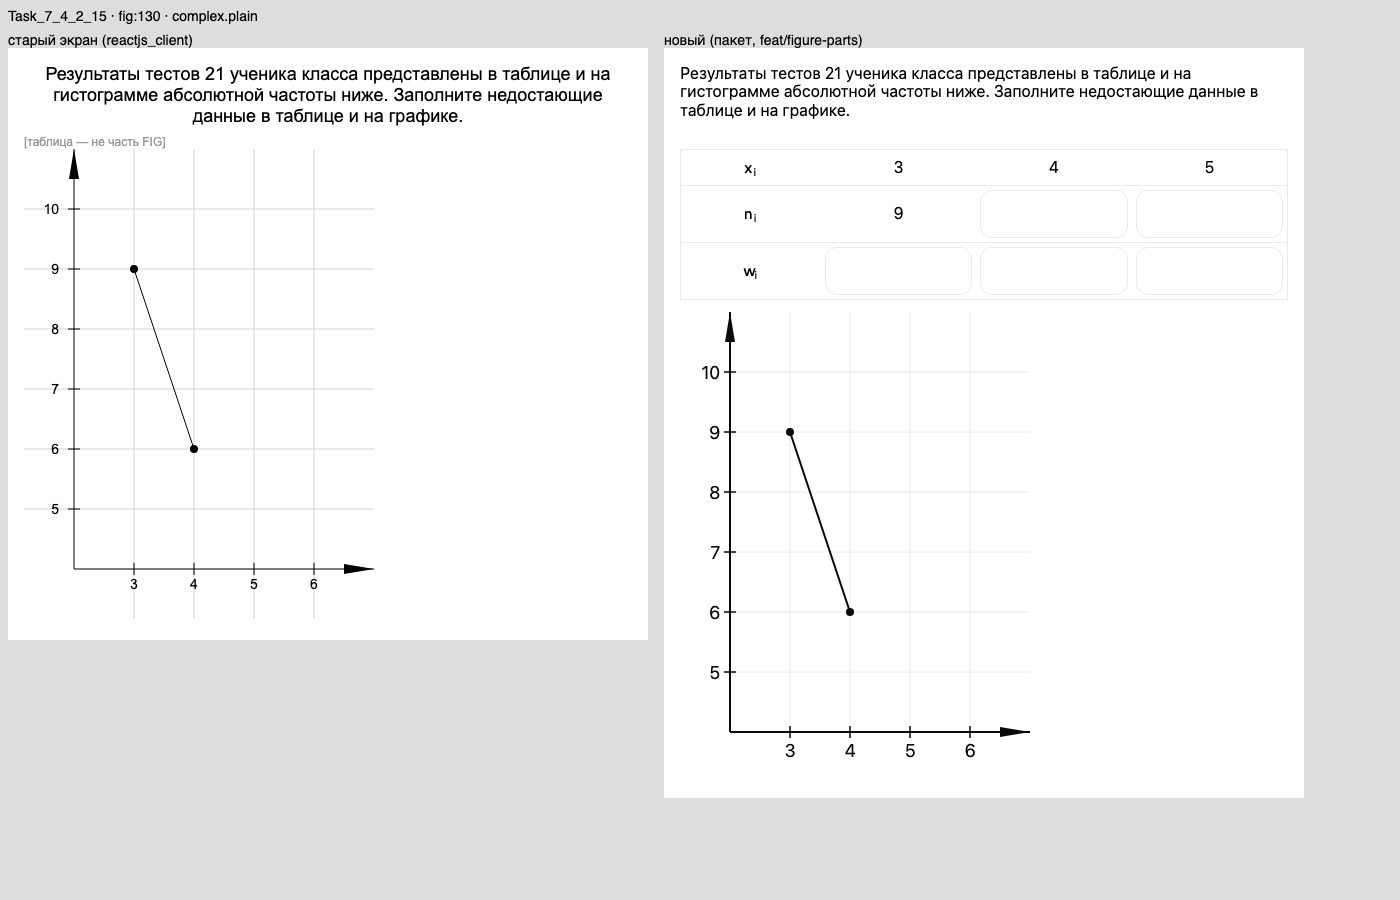 Task_7_4_2_15 · fig:130 · complex.plain
старый экран (reactjs_client)
Результаты тестов 21 ученика класса представлены в таблице и на
гистограмме абсолютной частоты ниже. Заполните недостающие
данные в таблице и на графике.
[таблица — не часть FIG]
10
9
8
7
6
5
3 4 5 6
новый (пакет, feat/figure-parts)
Результаты тестов 21 ученика класса представлены в таблице и на
гистограмме абсолютной частоты ниже. Заполните недостающие данные в
таблице и на графике.
xi 3 4 5
ni 9
wi
10
9
8
7
6
5
3 4 5 6